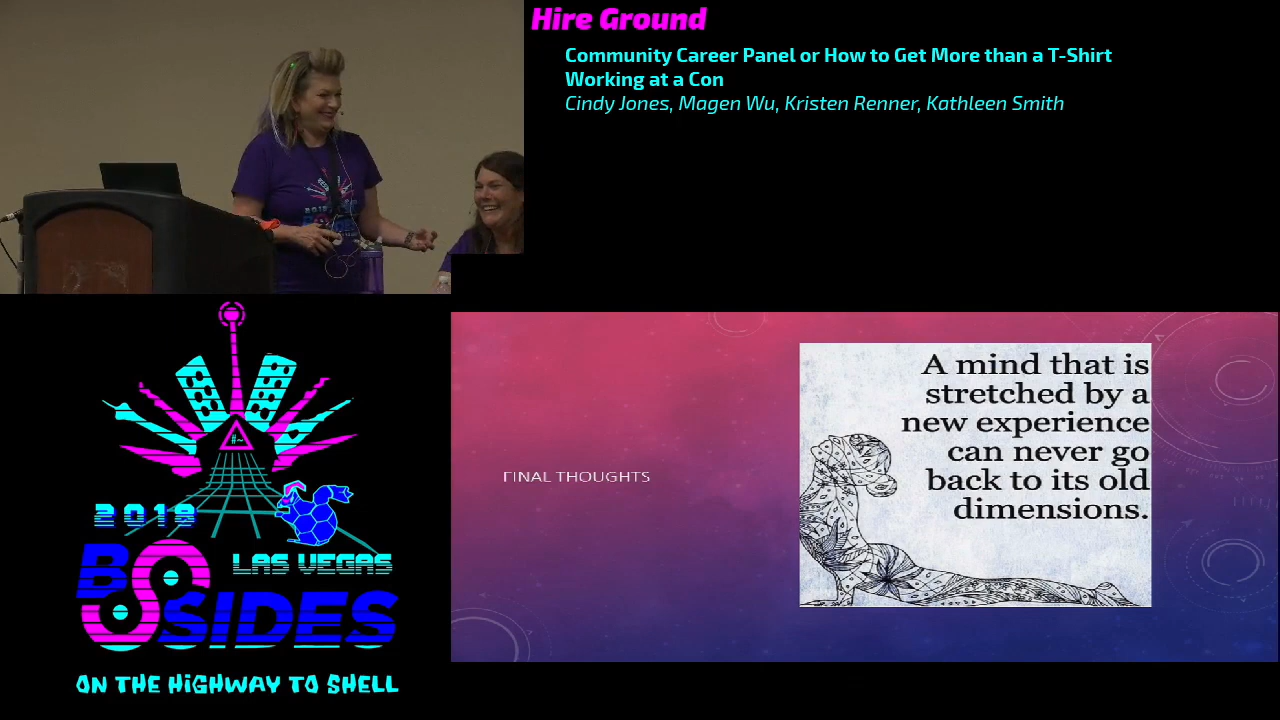 Hire Ground
Community Career Panel or How to Get More than a T-Shirt
Working at a Con
Cindy Jones, Magen Wu, Kristen Renner, Kathleen Smith
FINAL THOUGHTS
A mind that is
stretched by a
new experience
can never go
back to its old
dimensions.
#~
2019
LAS VEGAS
BSIDES
ON THE HiGHWAY TO SHELL